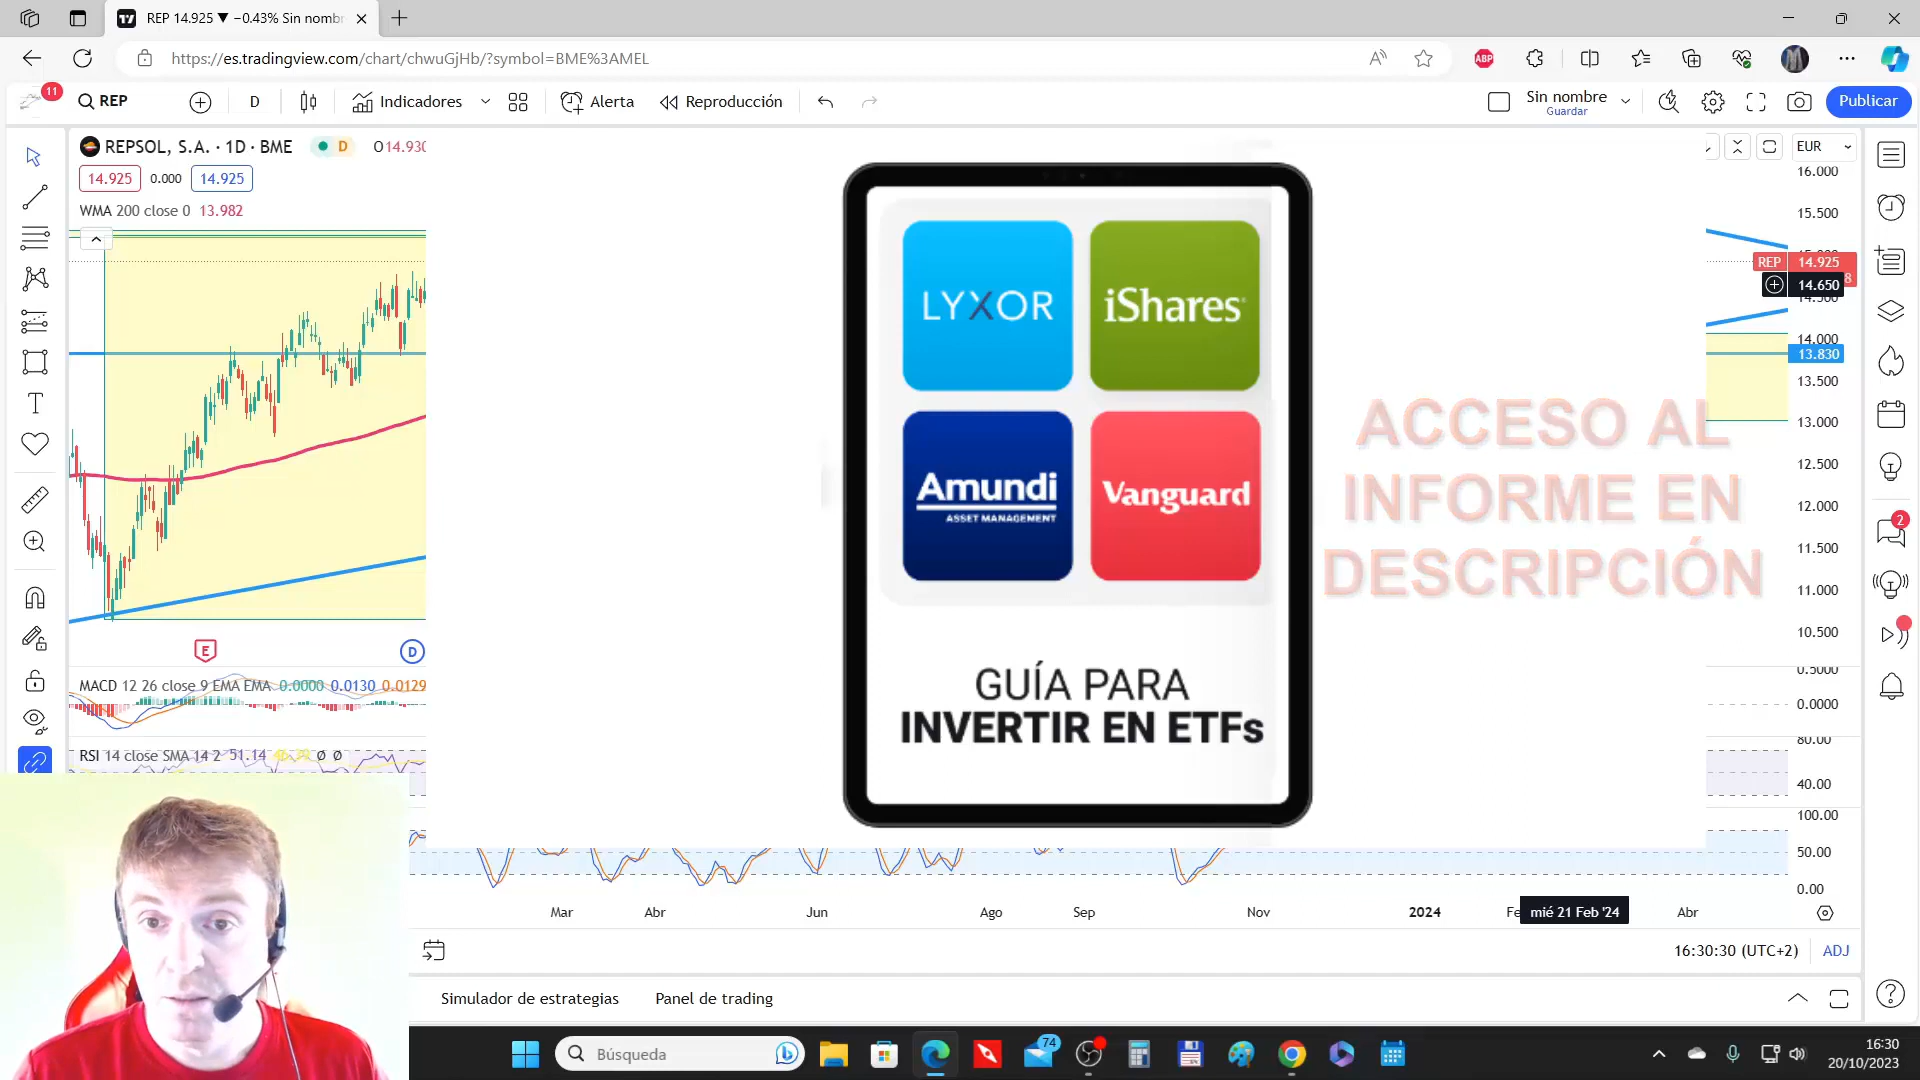 REP 14.925 ▼ −0.43% Sin nombr
https://es.tradingview.com/chart/chwuGjHb/?symbol=BME%3AMEL
ABP
11
REP
D
Indicadores
Alerta
Reproducción
Sin nombre
Guardar
Publicar
REPSOL, S.A. · 1D · BME
D
O14.930
EUR
14.925
0.000
14.925
WMA 200 close 0 13.982
16.000
15.500
REP 14.925
14.650
14.000
13.830
13.500
13.000
12.500
12.000
11.500
11.000
10.500
LYXOR
iShares
Amundi
ASSET MANAGEMENT
Vanguard
GUÍA PARA
INVERTIR EN ETFs
ACCESO AL
INFORME EN
DESCRIPCIÓN
E
D
MACD 12 26 close 9 EMA EMA 0.0000 0.0130 0.0129
0.0000
RSI 14 close SMA 14 2 51.14 Ø Ø
80.00
40.00
100.00
50.00
0.00
2
Mar
Abr
Jun
Ago
Sep
Nov
2024
Fe
mié 21 Feb '24
Abr
16:30:30 (UTC+2)
ADJ
Simulador de estrategias
Panel de trading
Búsqueda
74
16:30
20/10/2023